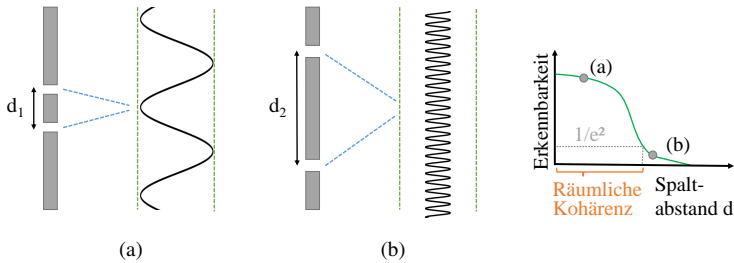 d₁
(a)
d₂
(b)
Erkennbarkeit
(a)
1/e²
(b)
Räumliche
Kohärenz
Spalt-
abstand d